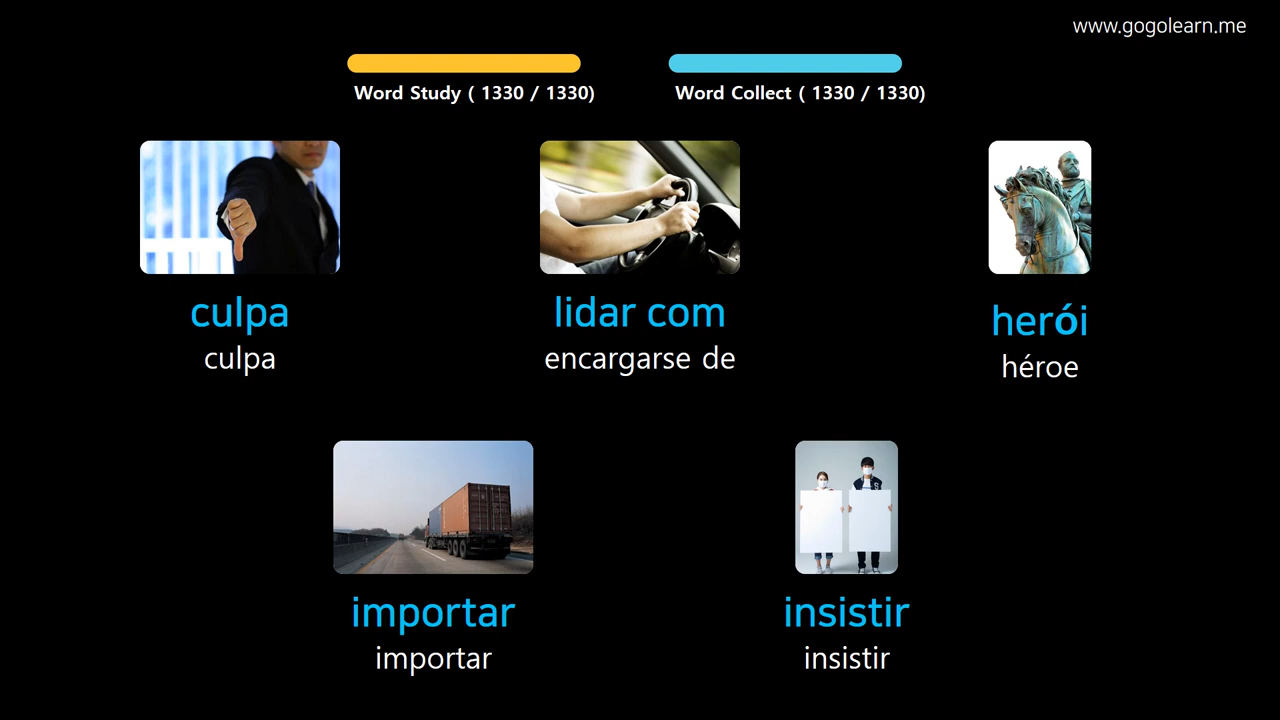 www.gogolearn.me
Word Study ( 1330 / 1330)
Word Collect ( 1330 / 1330)
culpa
culpa
lidar com
encargarse de
herói
héroe
importar
importar
insistir
insistir